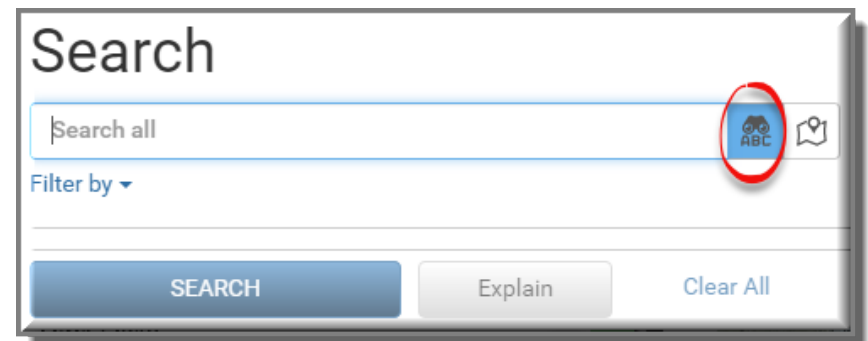 Search
Search all
ABC
Filter by
SEARCH Explain Clear All